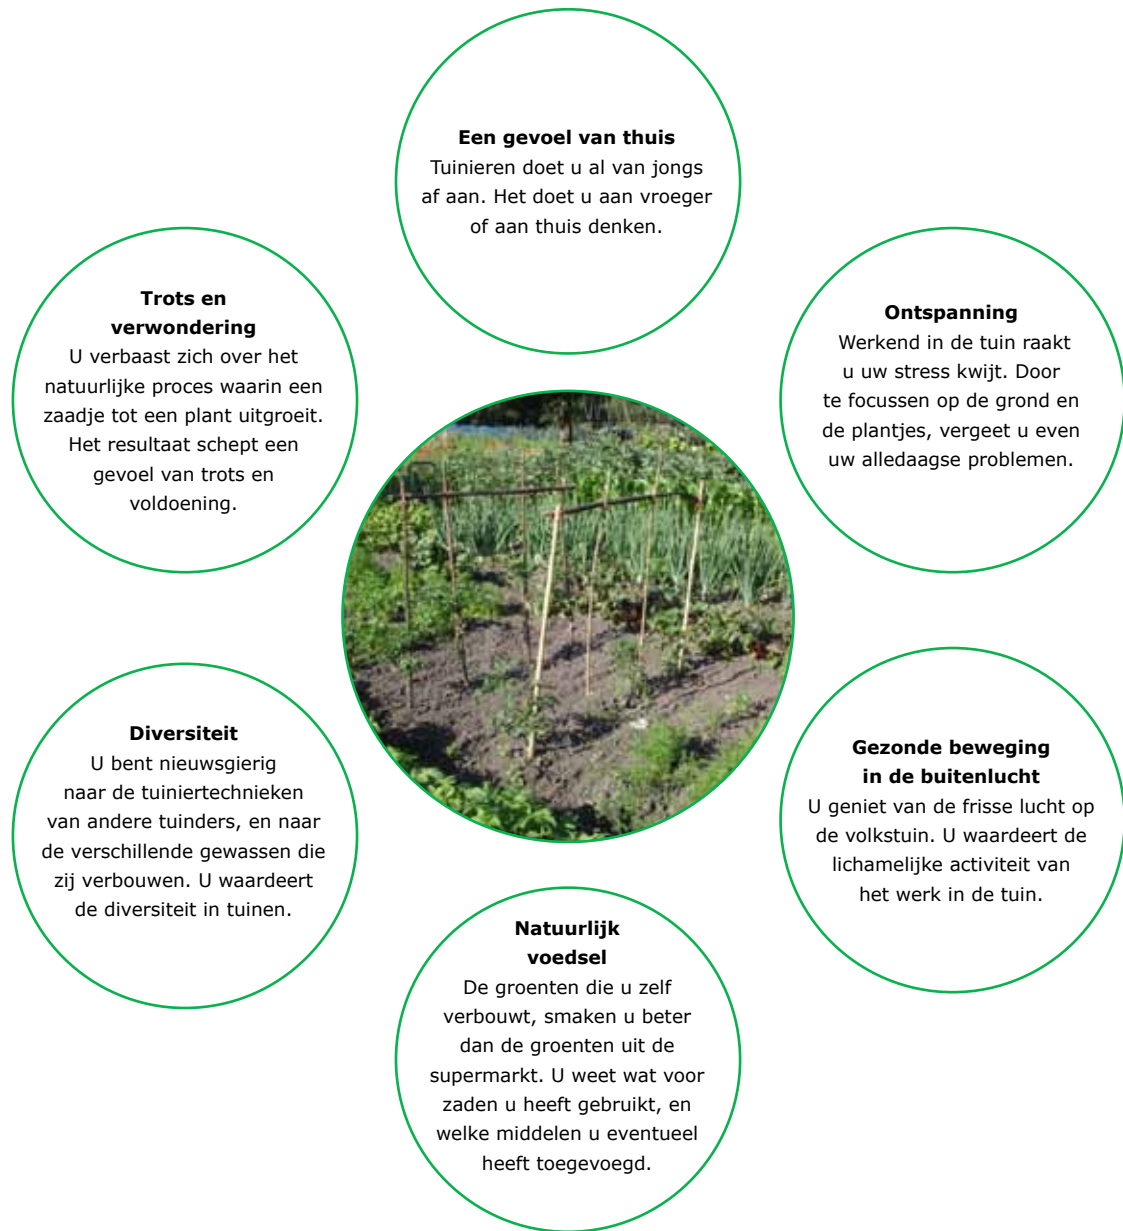 Een gevoel van thuis
Tuinieren doet u al van jongs
af aan. Het doet u aan vroeger
of aan thuis denken.
Trots en
verwondering
U verbaast zich over het
natuurlijke proces waarin een
zaadje tot een plant uitgroeit.
Het resultaat schept een
gevoel van trots en
voldoening.
Ontspanning
Werkend in de tuin raakt
u uw stress kwijt. Door
te focussen op de grond en
de plantjes, vergeet u even
uw alledaagse problemen.
Diversiteit
U bent nieuwsgierig
naar de tuiniertechnieken
van andere tuinders, en naar
de verschillende gewassen die
zij verbouwen. U waardeert
de diversiteit in tuinen.
Gezonde beweging
in de buitenlucht
U geniet van de frisse lucht op
de volkstuin. U waardeert de
lichamelijke activiteit van
het werk in de tuin.
Natuurlijk
voedsel
De groenten die u zelf
verbouwt, smaken u beter
dan de groenten uit de
supermarkt. U weet wat voor
zaden u heeft gebruikt, en
welke middelen u eventueel
heeft toegevoegd.